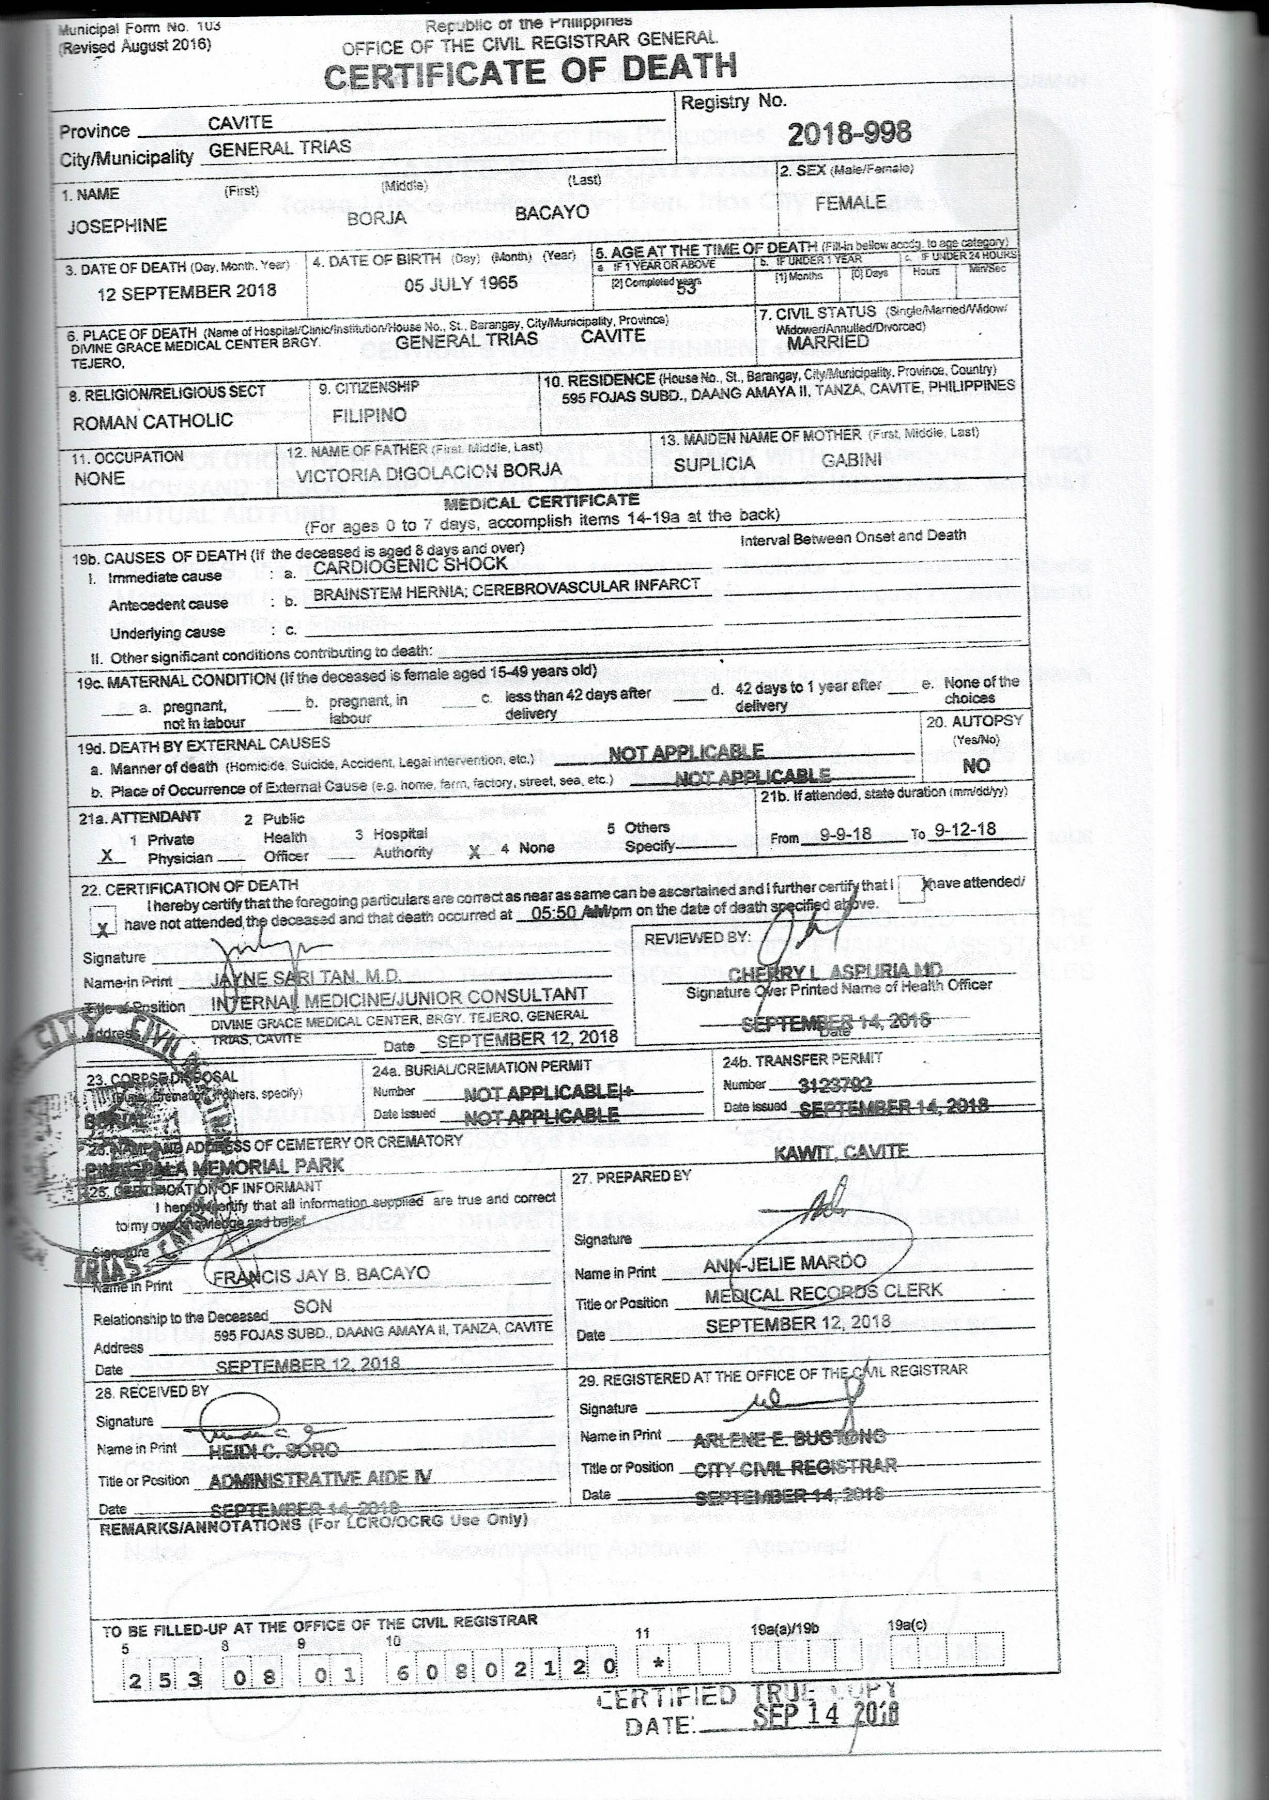 Municipal Form No. 103
(Revised August 2016)
Republic of the Philippines
OFFICE OF THE CIVIL REGISTRAR GENERAL
CERTIFICATE OF DEATH
Province CAVITE
City/Municipality GENERAL TRIAS
Registry No.
2018-998
1. NAME (First) (Middle) (Last)
JOSEPHINE BORJA BACAYO
2. SEX (Male/Female)
FEMALE
3. DATE OF DEATH (Day, Month, Year)
12 SEPTEMBER 2018
4. DATE OF BIRTH (Day) (Month) (Year)
05 JULY 1965
5. AGE AT THE TIME OF DEATH (Fill-in bellow accdg. to age category)
a. IF 1 YEAR OR ABOVE
[2] Completed years
53
b. IF UNDER 1 YEAR
[1] Months [0] Days
c. IF UNDER 24 HOURS
Hours Min/Sec
6. PLACE OF DEATH (Name of Hospital/Clinic/Institution/House No., St., Barangay, City/Municipality, Province)
DIVINE GRACE MEDICAL CENTER BRGY. GENERAL TRIAS CAVITE
TEJERO,
7. CIVIL STATUS (Single/Married/Widow/
Widower/Annulled/Divorced)
MARRIED
8. RELIGION/RELIGIOUS SECT
ROMAN CATHOLIC
9. CITIZENSHIP
FILIPINO
10. RESIDENCE (House No., St., Barangay, City/Municipality, Province, Country)
595 FOJAS SUBD., DAANG AMAYA II, TANZA, CAVITE, PHILIPPINES
11. OCCUPATION
NONE
12. NAME OF FATHER (First, Middle, Last)
VICTORIA DIGOLACION BORJA
13. MAIDEN NAME OF MOTHER (First, Middle, Last)
SUPLICIA GABINI
MEDICAL CERTIFICATE
(For ages 0 to 7 days, accomplish items 14-19a at the back)
19b. CAUSES OF DEATH (If the deceased is aged 8 days and over)
Interval Between Onset and Death
I. Immediate cause : a. CARDIOGENIC SHOCK
Antecedent cause : b. BRAINSTEM HERNIA; CEREBROVASCULAR INFARCT
Underlying cause : c.
II. Other significant conditions contributing to death:
19c. MATERNAL CONDITION (If the deceased is female aged 15-49 years old)
a. pregnant, not in labour
b. pregnant, in labour
c. less than 42 days after delivery
d. 42 days to 1 year after delivery
e. None of the choices
19d. DEATH BY EXTERNAL CAUSES
a. Manner of death (Homicide, Suicide, Accident, Legal intervention, etc.) NOT APPLICABLE
b. Place of Occurrence of External Cause (e.g. home, farm, factory, street, sea, etc.) NOT APPLICABLE
20. AUTOPSY
(Yes/No)
NO
21a. ATTENDANT
X 1 Private Physician
2 Public Health Officer
3 Hospital Authority
X 4 None
5 Others Specify
21b. If attended, state duration (mm/dd/yy)
From 9-9-18 To 9-12-18
22. CERTIFICATION OF DEATH
I hereby certify that the foregoing particulars are correct as near as same can be ascertained and I further certify that I X have attended/
X have not attended the deceased and that death occurred at 05:50 AM/pm on the date of death specified above.
Signature
Name in Print JAYNE SARI TAN, M.D.
Title of Position INTERNAL MEDICINE/JUNIOR CONSULTANT
Address DIVINE GRACE MEDICAL CENTER, BRGY. TEJERO, GENERAL
TRIAS, CAVITE
Date SEPTEMBER 12, 2018
REVIEWED BY:
CHERRY L. ASPURIA MD
Signature Over Printed Name of Health Officer
SEPTEMBER 14, 2018
Date
23. CORPSE DISPOSAL
(Burial, Cremation, if others, specify)
BURIAL
24a. BURIAL/CREMATION PERMIT
Number NOT APPLICABLE
Date issued NOT APPLICABLE
24b. TRANSFER PERMIT
Number 3123792
Date issued SEPTEMBER 14, 2018
NAME AND ADDRESS OF CEMETERY OR CREMATORY
MEMORIAL PARK
KAWIT, CAVITE
CERTIFICATION OF INFORMANT
I hereby certify that all information supplied are true and correct
to my own knowledge and belief.
Signature
Name in Print FRANCIS JAY B. BACAYO
Relationship to the Deceased SON
Address 595 FOJAS SUBD., DAANG AMAYA II, TANZA, CAVITE
Date SEPTEMBER 12, 2018
27. PREPARED BY
Signature
Name in Print ANN-JELIE MARDO
Title or Position MEDICAL RECORDS CLERK
Date SEPTEMBER 12, 2018
28. RECEIVED BY
Signature
Name in Print HEIDI C. SORO
Title or Position ADMINISTRATIVE AIDE IV
Date SEPTEMBER 14, 2018
29. REGISTERED AT THE OFFICE OF THE CIVIL REGISTRAR
Signature
Name in Print ARLENE E. BUGTONG
Title or Position CITY CIVIL REGISTRAR
Date SEPTEMBER 14, 2018
REMARKS/ANNOTATIONS (For LCRO/OCRG Use Only)
TO BE FILLED-UP AT THE OFFICE OF THE CIVIL REGISTRAR
5 8 9 10 11 19a(a)/19b 19a(c)
2 5 3 0 8 0 1 6 0 8 0 2 1 2 0 *
CERTIFIED TRUE COPY
DATE: SEP 14 2018